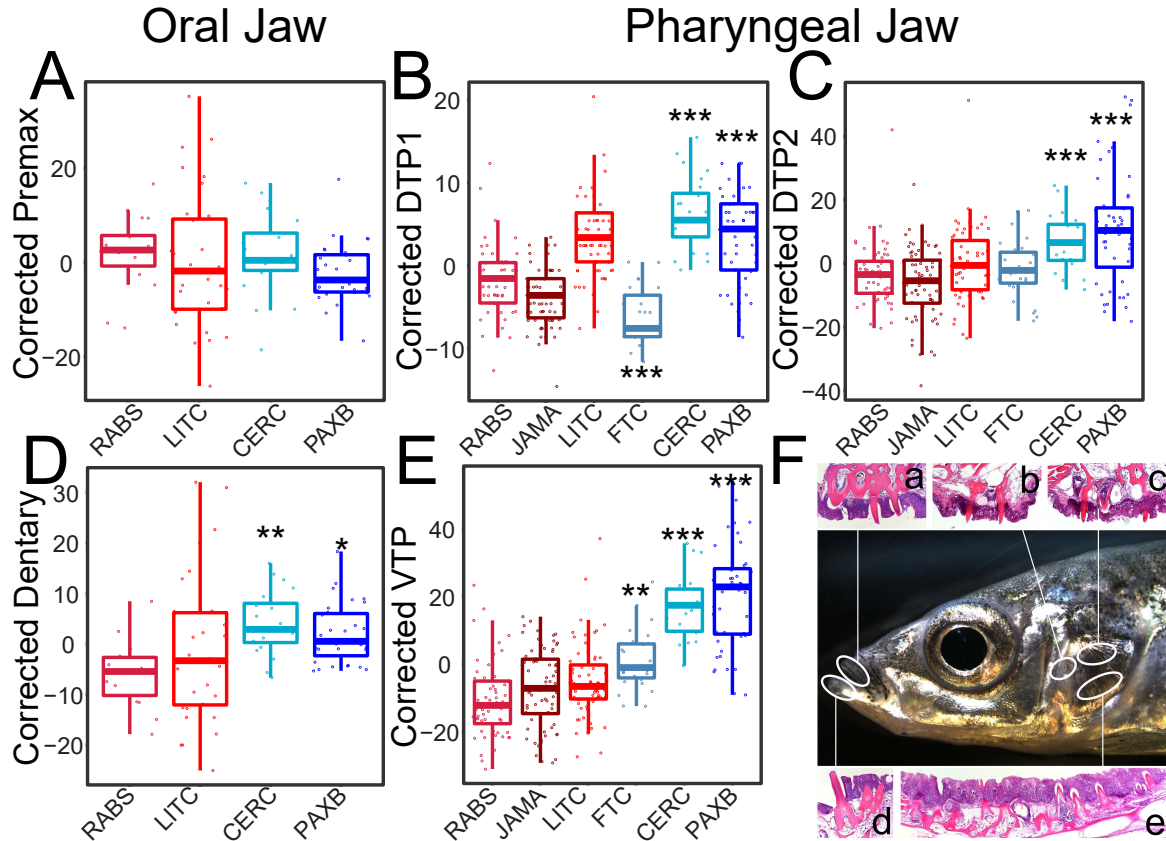 Oral Jaw
Pharyngeal Jaw
A
Corrected Premax
20
0
−20
RABS
LITC
CERC
PAXB
B
Corrected DTP1
20
10
0
−10
***
***
***
RABS
JAMA
LITC
FTC
CERC
PAXB
C
Corrected DTP2
40
20
0
−20
−40
***
***
RABS
JAMA
LITC
FTC
CERC
PAXB
D
Corrected Dentary
30
20
10
0
−10
−20
**
*
RABS
LITC
CERC
PAXB
E
Corrected VTP
40
20
0
−20
**
***
***
RABS
JAMA
LITC
FTC
CERC
PAXB
F
a
b
c
d
e